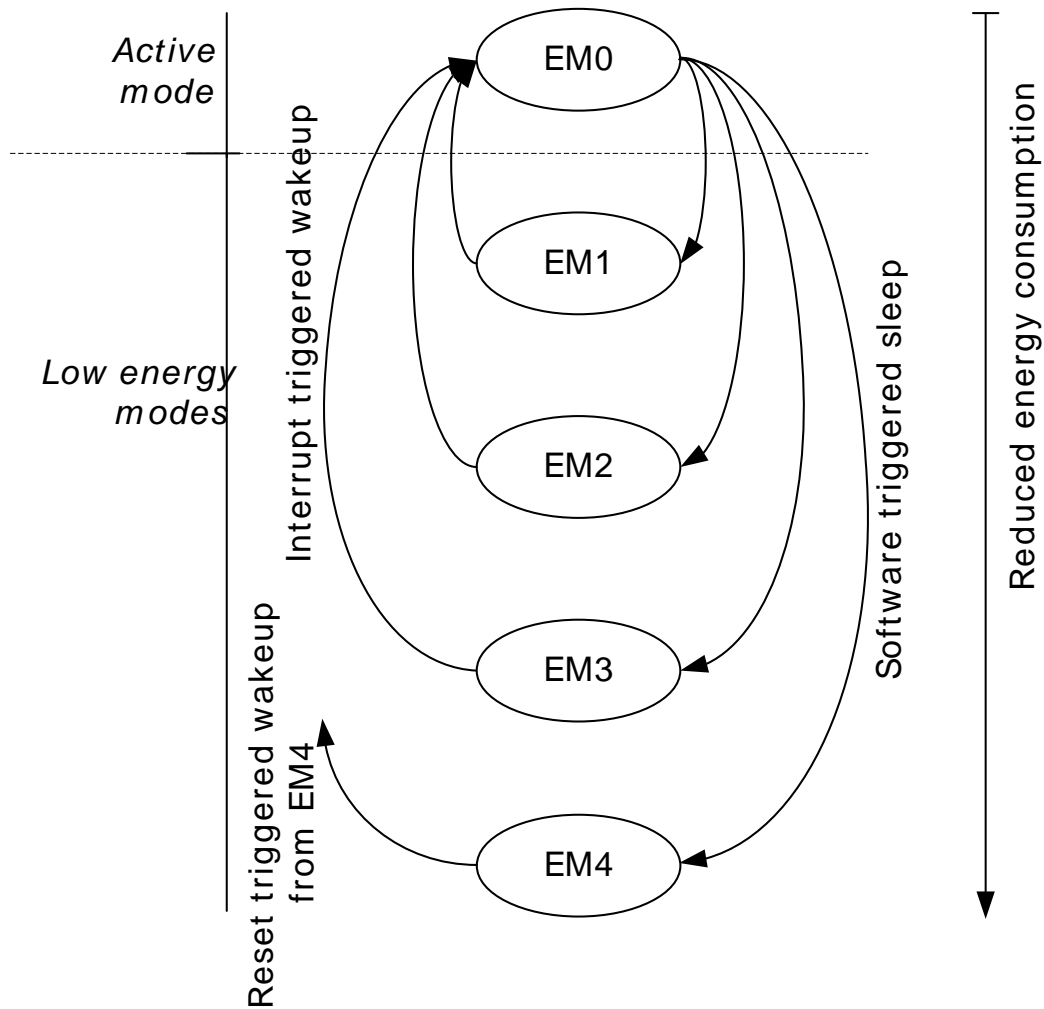 Active
mode
EM0
EM1
Low energy
modes
EM2
EM3
EM4
Interrupt triggered wakeup
Reset triggered wakeup
from EM4
Software triggered sleep
Reduced energy consumption